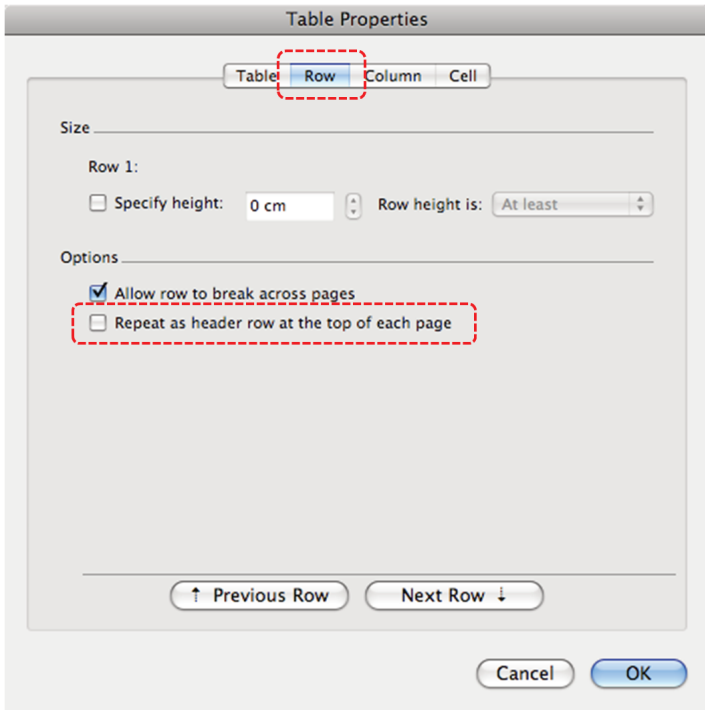 Table Properties
Table Row Column Cell
Size
Row 1:
Specify height: 0 cm Row height is: At least
Options
Allow row to break across pages
Repeat as header row at the top of each page
↑ Previous Row Next Row ↓
Cancel OK